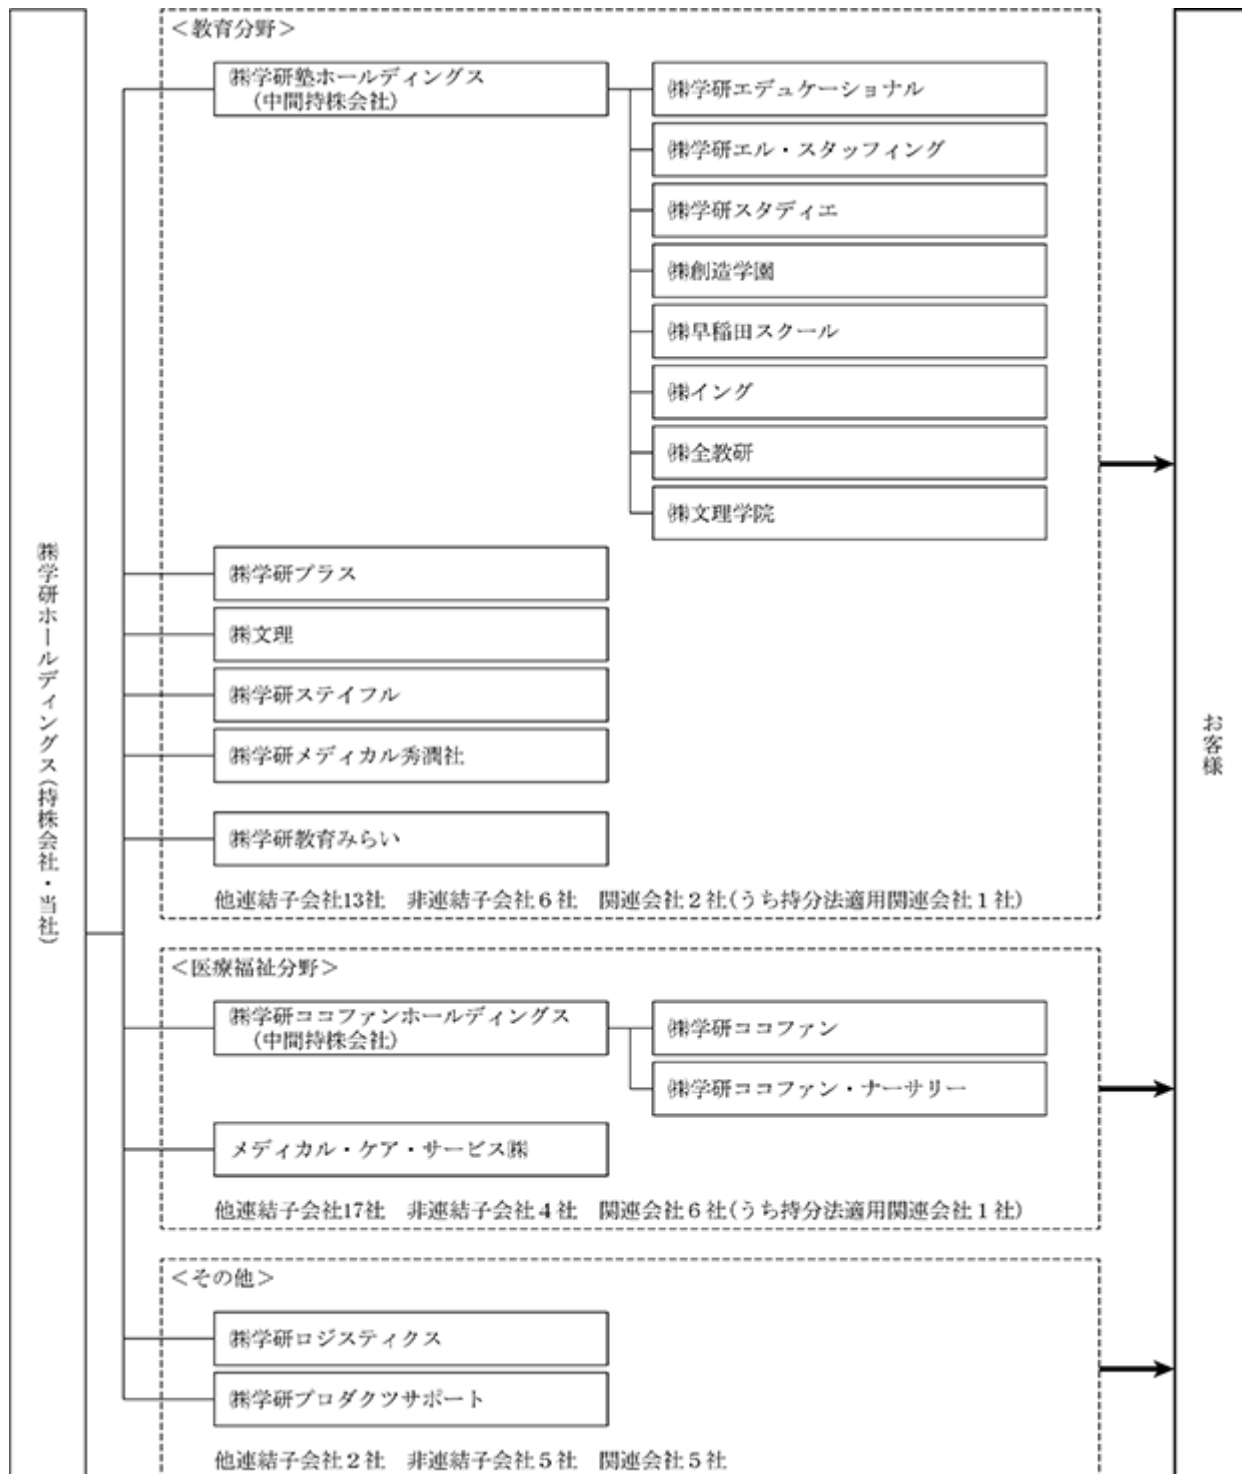 ㈱学研ホールディングス(持株会社・当社)
＜教育分野＞
㈱学研塾ホールディングス
(中間持株会社)
㈱学研エデュケーショナル
㈱学研エル・スタッフィング
㈱学研スタディエ
㈱創造学園
㈱早稲田スクール
㈱イング
㈱全教研
㈱文理学院
㈱学研プラス
㈱文理
㈱学研ステイフル
㈱学研メディカル秀潤社
㈱学研教育みらい
他連結子会社13社　非連結子会社６社　関連会社２社(うち持分法適用関連会社１社)
＜医療福祉分野＞
㈱学研ココファンホールディングス
(中間持株会社)
㈱学研ココファン
㈱学研ココファン・ナーサリー
メディカル・ケア・サービス㈱
他連結子会社17社　非連結子会社４社　関連会社６社(うち持分法適用関連会社１社)
＜その他＞
㈱学研ロジスティクス
㈱学研プロダクツサポート
他連結子会社２社　非連結子会社５社　関連会社５社
お客様